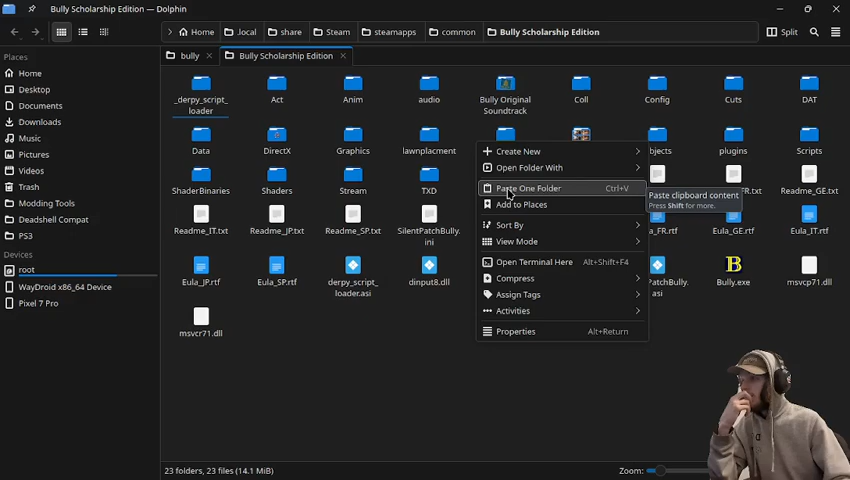 Bully Scholarship Edition — Dolphin
Home
.local
share
Steam
steamapps
common
Bully Scholarship Edition
Split
Places
Home
Desktop
Documents
Downloads
Music
Pictures
Videos
Trash
Modding Tools
Deadshell Compat
PS3
Devices
root
WayDroid x86_64 Device
Pixel 7 Pro
bully
Bully Scholarship Edition
_derpy_script_
loader
Act
Anim
audio
Bully Original
Soundtrack
Coll
Config
Cuts
DAT
Data
DirectX
Graphics
lawnplacment
plugins
Scripts
ShaderBinaries
Shaders
Stream
TXD
Readme_GE.txt
Readme_IT.txt
Readme_JP.txt
Readme_SP.txt
SilentPatchBully.
ini
Eula_GE.rtf
Eula_IT.rtf
Eula_JP.rtf
Eula_SP.rtf
derpy_script_
loader.asi
dinput8.dll
asi
Bully.exe
msvcp71.dll
msvcr71.dll
Create New
Open Folder With
Paste One Folder Ctrl+V
Add to Places
Sort By
View Mode
Open Terminal Here Alt+Shift+F4
Compress
Assign Tags
Activities
Properties Alt+Return
Paste clipboard content
Press Shift for more.
23 folders, 23 files (14.1 MiB)
Zoom: